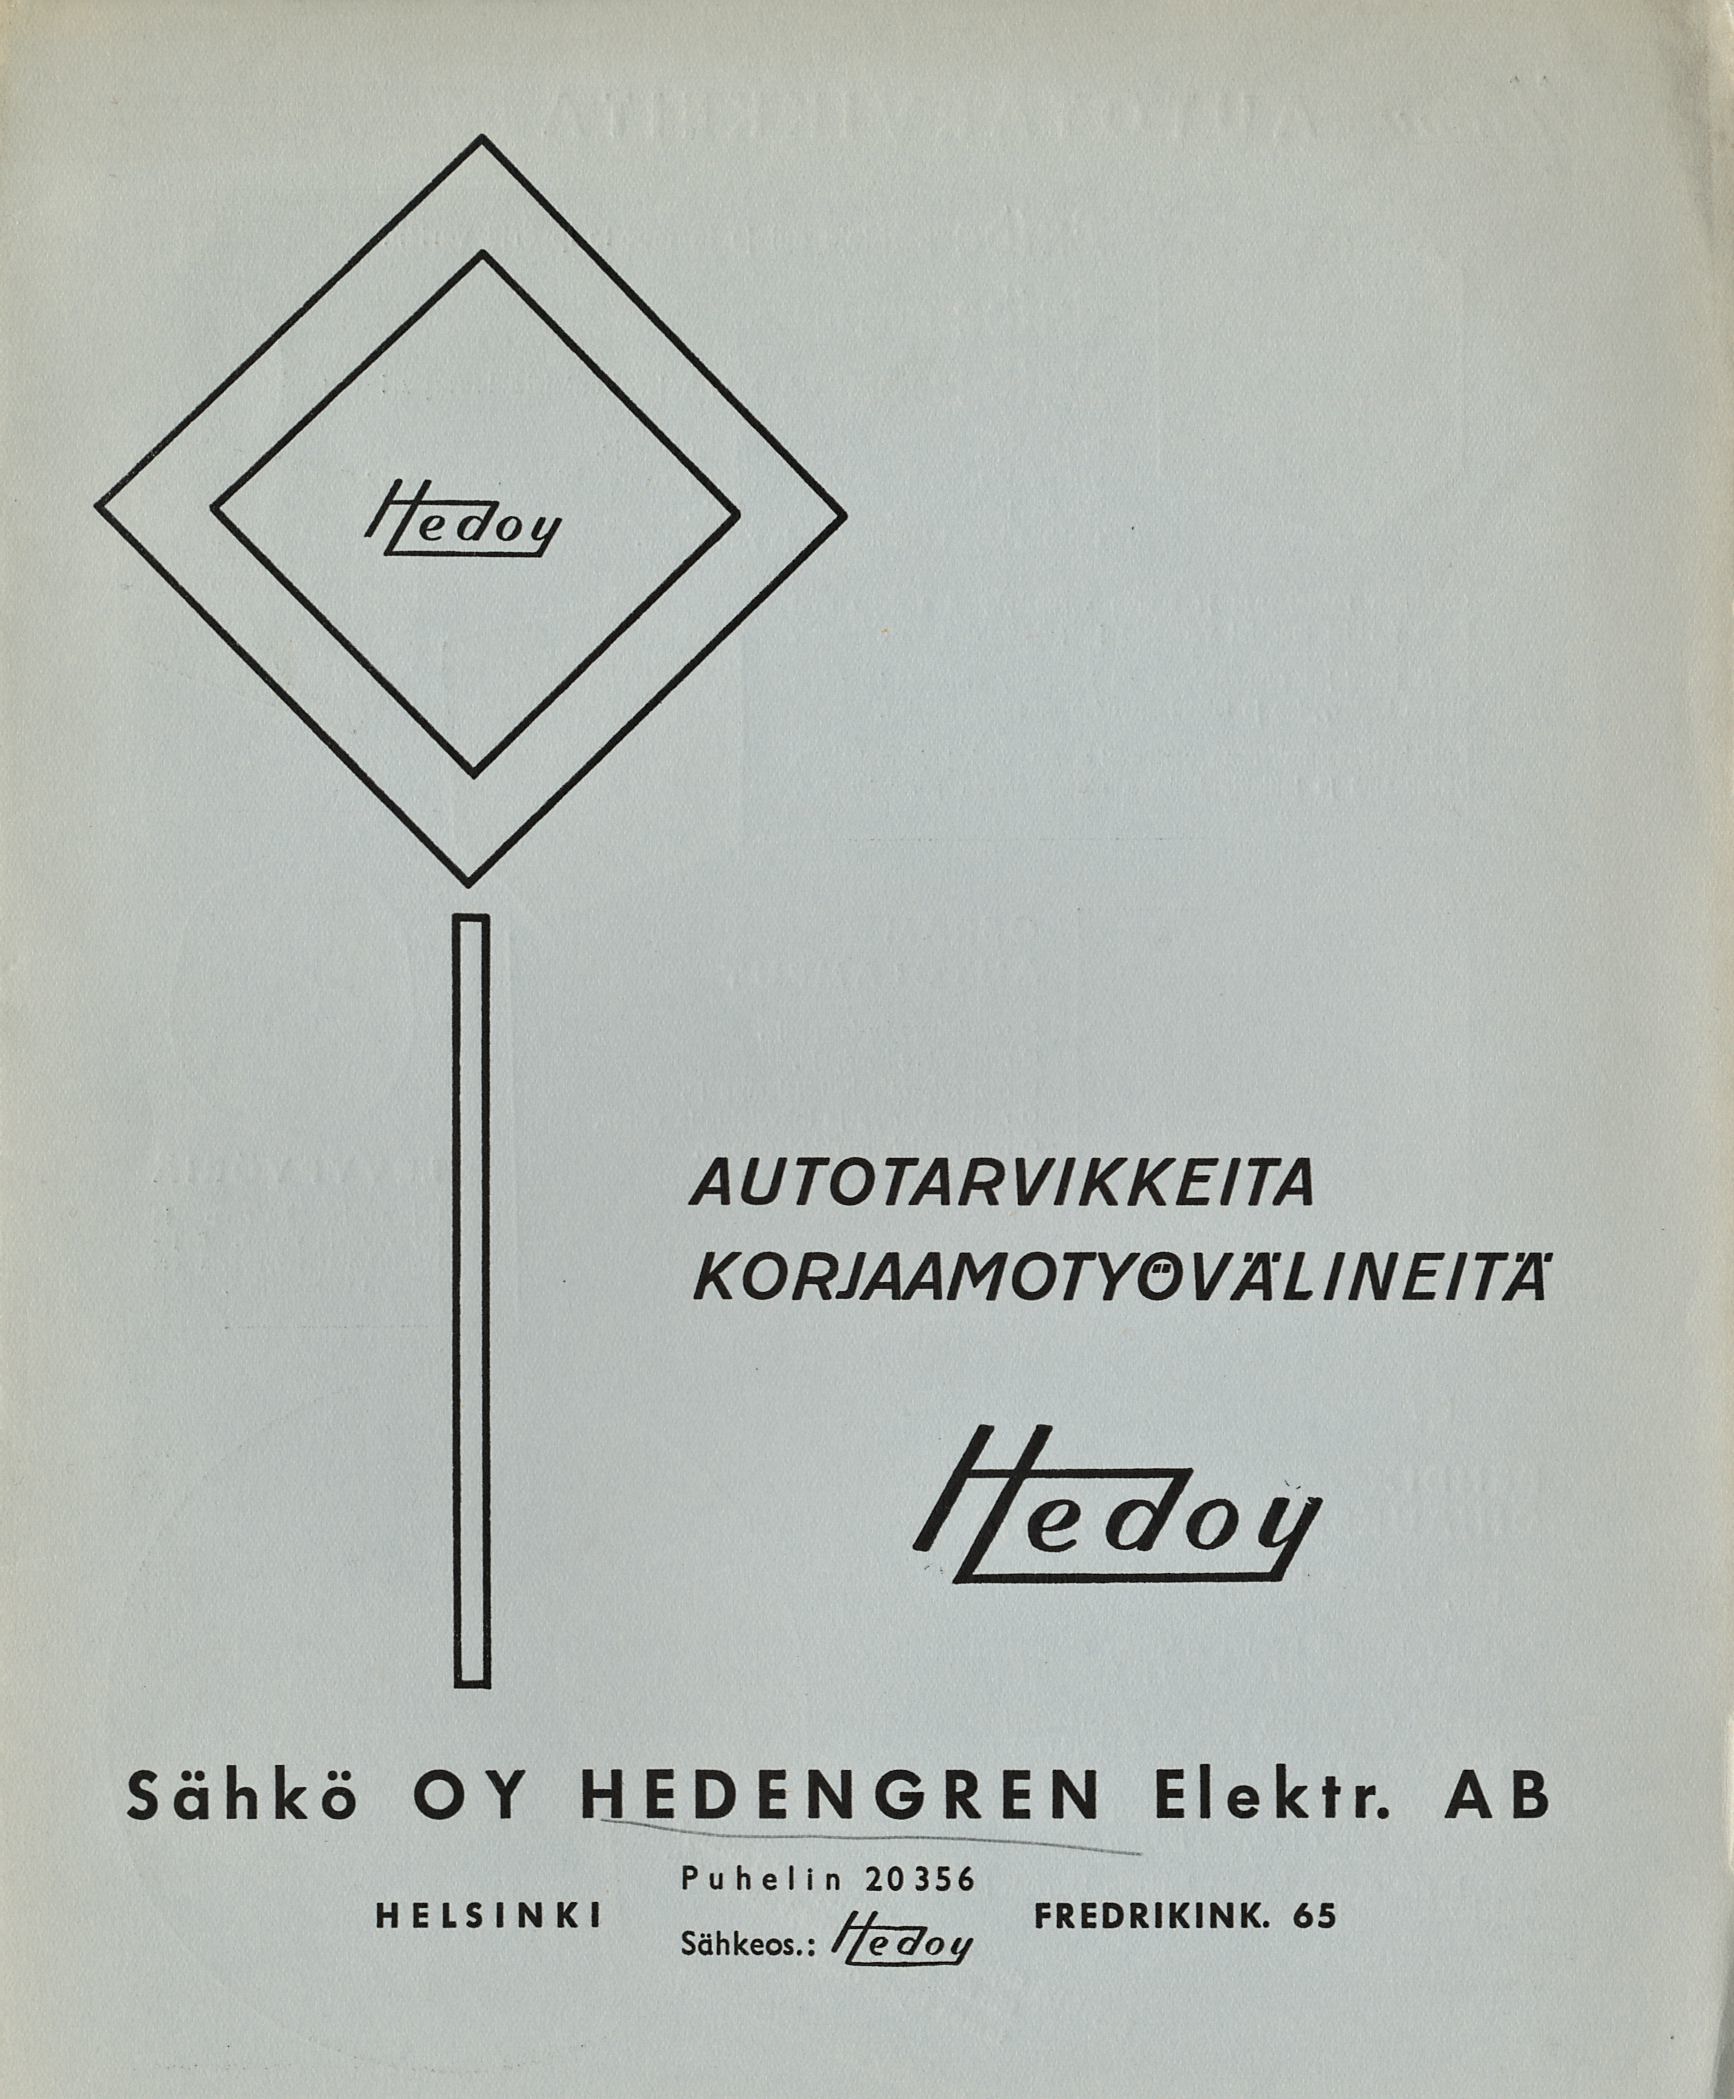 Hedoy
AUTOTARVIKKEITA
KORJAAMOTYÖVÄLINEITÄ
Hedoy
Sähkö OY HEDENGREN Elektr. AB
HELSINKI
Puhelin 20356
Sähkeos.: Hedoy
FREDRIKINK. 65